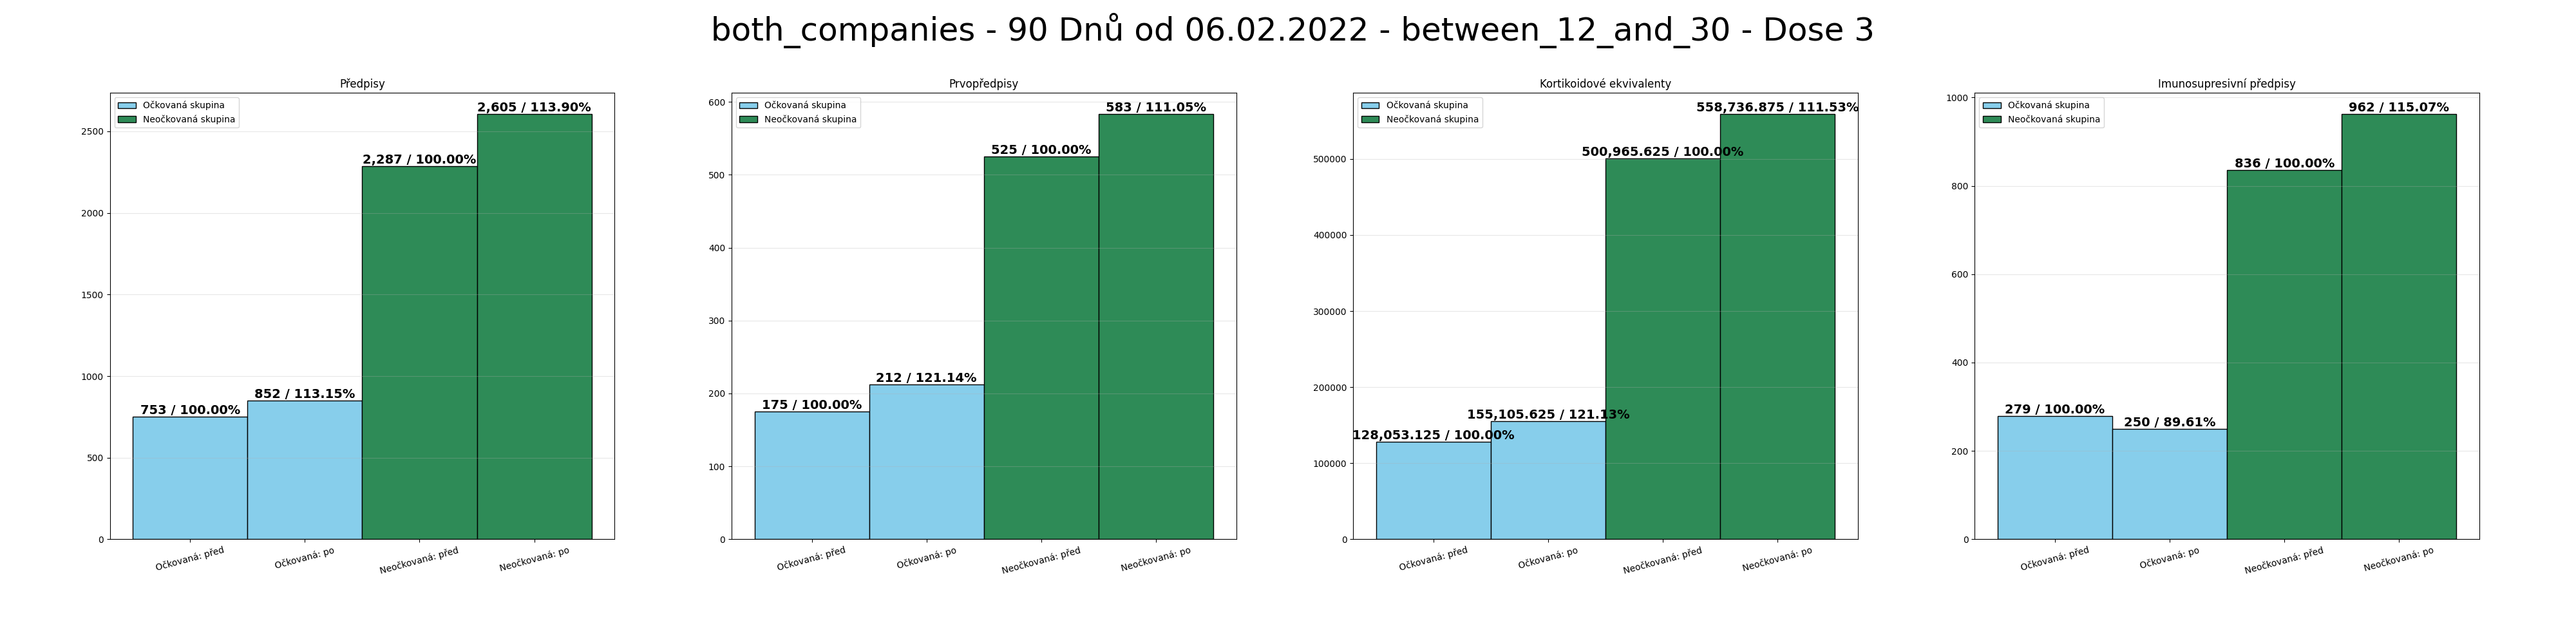 both_companies - 90 Dnů od 06.02.2022 - between_12_and_30 - Dose 3
Předpisy
Očkovaná skupina
Neočkovaná skupina
2,605 / 113.90%
2,287 / 100.00%
852 / 113.15%
753 / 100.00%
2500
2000
1500
1000
500
0
Očkovaná: před
Očkovaná: po
Neočkovaná: před
Neočkovaná: po
Prvopředpisy
Očkovaná skupina
Neočkovaná skupina
583 / 111.05%
525 / 100.00%
212 / 121.14%
175 / 100.00%
600
500
400
300
200
100
0
Očkovaná: před
Očkovaná: po
Neočkovaná: před
Neočkovaná: po
Kortikoidové ekvivalenty
Očkovaná skupina
Neočkovaná skupina
558,736.875 / 111.53%
500,965.625 / 100.00%
155,105.625 / 121.13%
128,053.125 / 100.00%
500000
400000
300000
200000
100000
0
Očkovaná: před
Očkovaná: po
Neočkovaná: před
Neočkovaná: po
Imunosupresivní předpisy
Očkovaná skupina
Neočkovaná skupina
962 / 115.07%
836 / 100.00%
279 / 100.00%
250 / 89.61%
1000
800
600
400
200
0
Očkovaná: před
Očkovaná: po
Neočkovaná: před
Neočkovaná: po